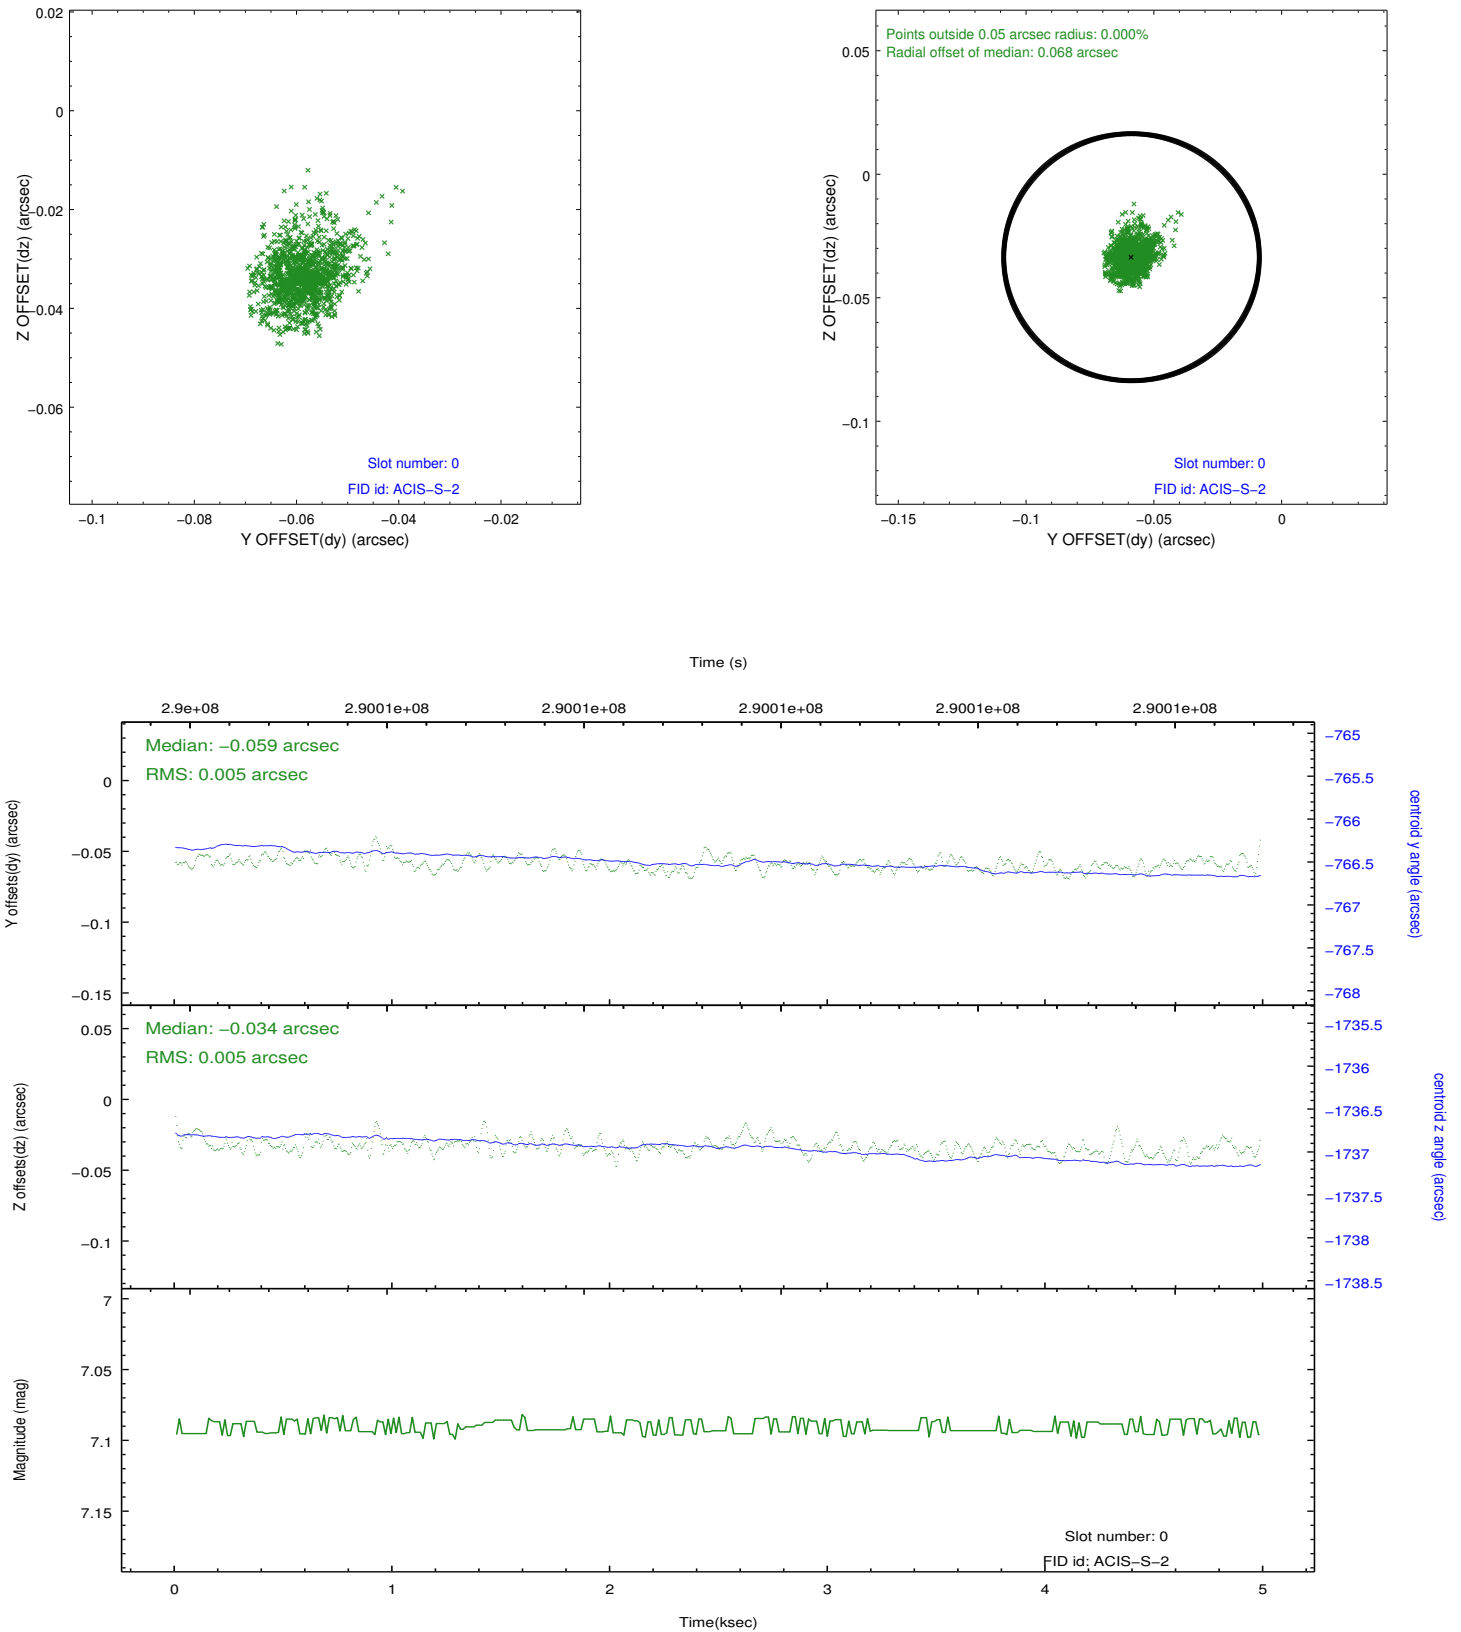 0.02
0
−0.02
−0.04
−0.06
Z OFFSET(dz) (arcsec)
−0.1
−0.08
−0.06
−0.04
−0.02
Y OFFSET(dy) (arcsec)
Slot number: 0
FID id: ACIS−S−2
Points outside 0.05 arcsec radius: 0.000%
Radial offset of median: 0.068 arcsec
0.05
0
−0.05
−0.1
Z OFFSET(dz) (arcsec)
Slot number: 0
FID id: ACIS−S−2
−0.15
−0.1
−0.05
0
Y OFFSET(dy) (arcsec)
Time (s)
2.9e+08
2.9001e+08
2.9001e+08
2.9001e+08
2.9001e+08
2.9001e+08
Median: −0.059 arcsec
RMS: 0.005 arcsec
0
−0.05
−0.1
−0.15
Y offsets(dy) (arcsec)
−765
−765.5
−766
−766.5
−767
−767.5
−768
centroid y angle (arcsec)
Median: −0.034 arcsec
RMS: 0.005 arcsec
0.05
0
−0.05
−0.1
Z offsets(dz) (arcsec)
−1735.5
−1736
−1736.5
−1737
−1737.5
−1738
−1738.5
centroid z angle (arcsec)
7
7.05
7.1
7.15
Magnitude (mag)
Slot number: 0
FID id: ACIS−S−2
0
1
2
3
4
5
Time(ksec)